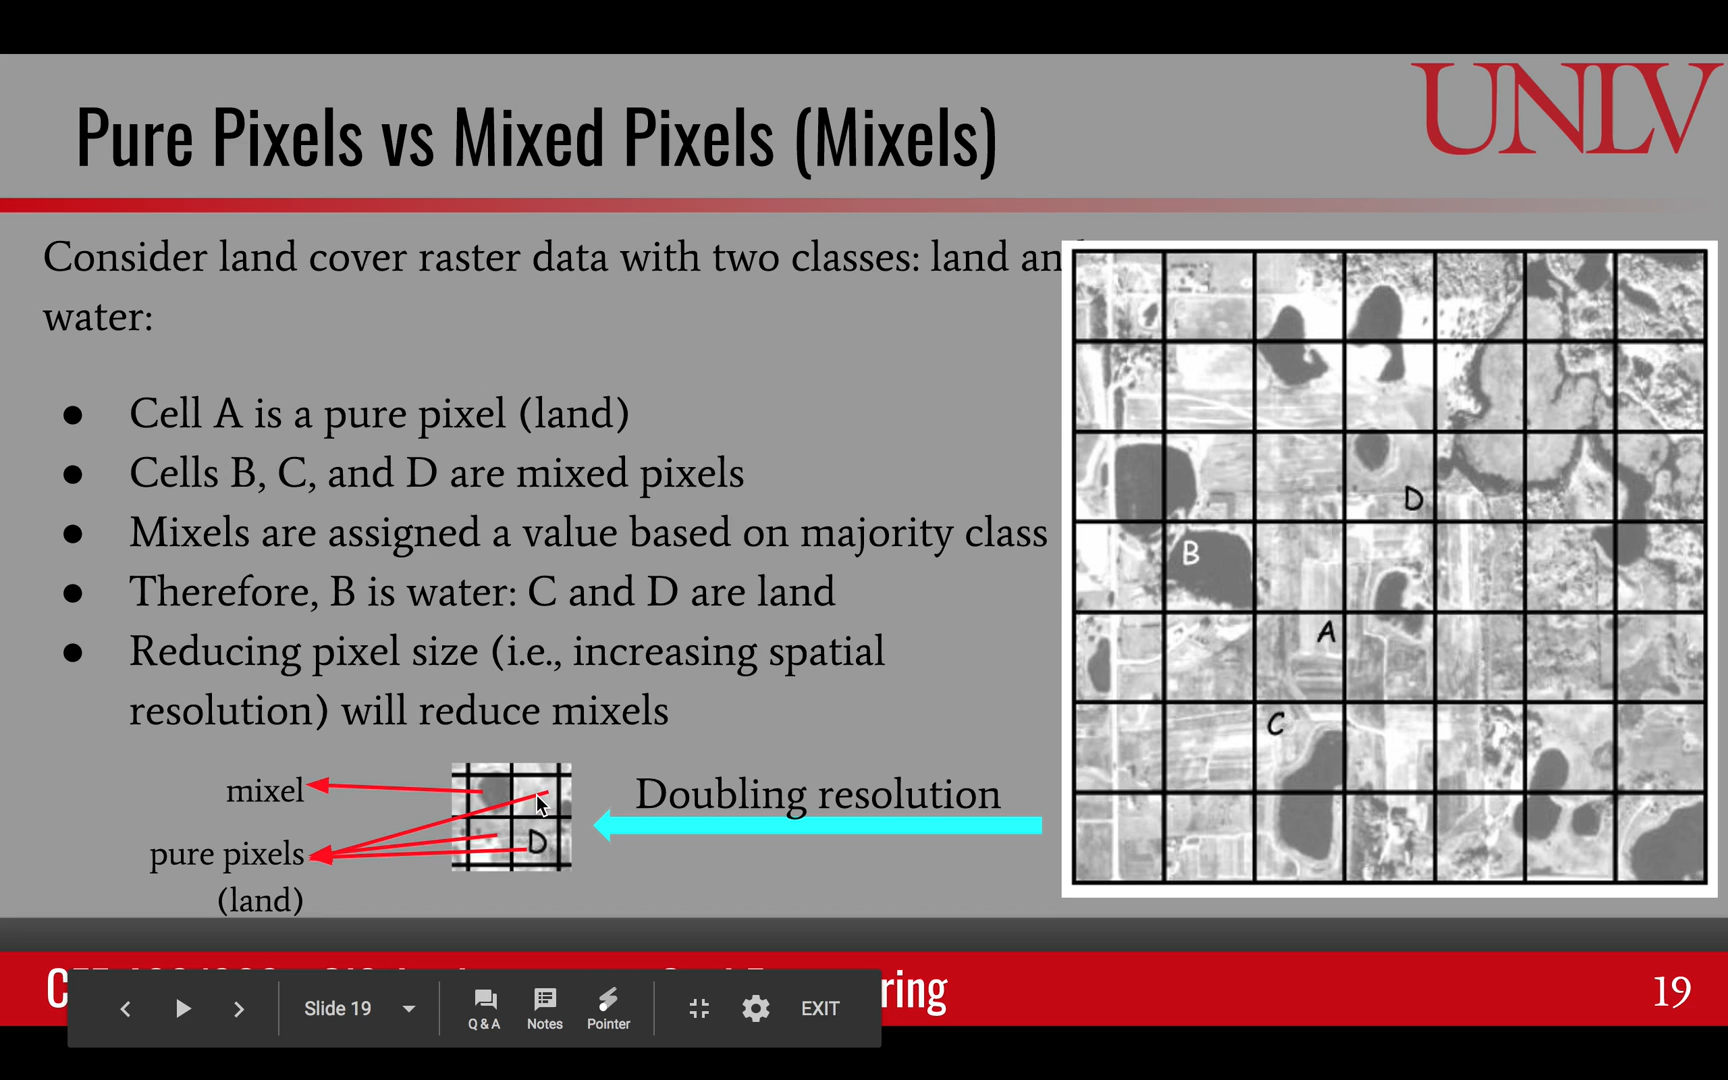 UNLV
Pure Pixels vs Mixed Pixels (Mixels)
Consider land cover raster data with two classes: land an
water:
● Cell A is a pure pixel (land)
● Cells B, C, and D are mixed pixels
● Mixels are assigned a value based on majority class
● Therefore, B is water: C and D are land
● Reducing pixel size (i.e., increasing spatial
resolution) will reduce mixels
D
B
A
C
mixel
Doubling resolution
pure pixels
D
(land)
ring
19
Slide 19
Q & A
Notes
Pointer
EXIT